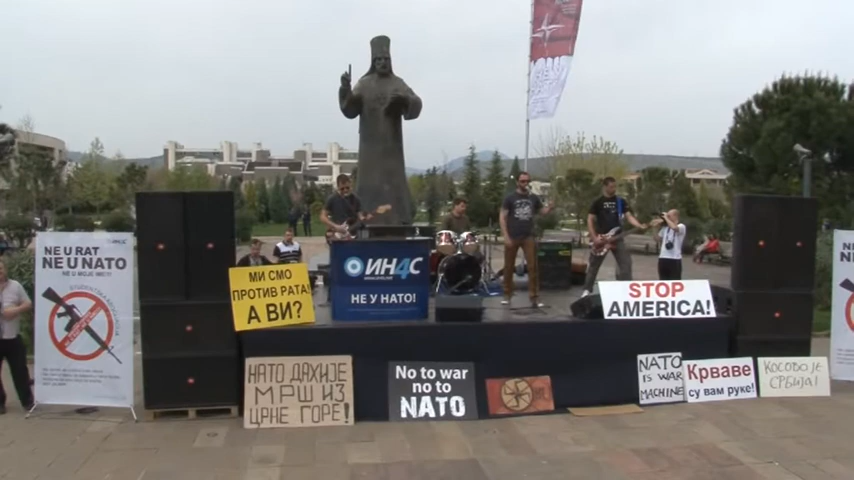 NE U RAT
NE U NATO
NE U MOJE IME!
ИН4С
НЕ У НАТО!
МИ СМО
ПРОТИВ РАТА!
А ВИ?
STOP
AMERICA!
НАТО ДАХИЈЕ
МРШ ИЗ
ЦРНЕ ГОРЕ!
No to war
no to
NATO
NATO
IS WAR
MACHINE
Крваве
су вам руке!
КОСОВО ЈЕ
СРБИЈА!